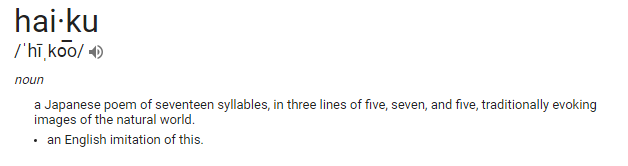 hai·ku
/ˈhīˌko͞o/
noun
a Japanese poem of seventeen syllables, in three lines of five, seven, and five, traditionally evoking
images of the natural world.
• an English imitation of this.